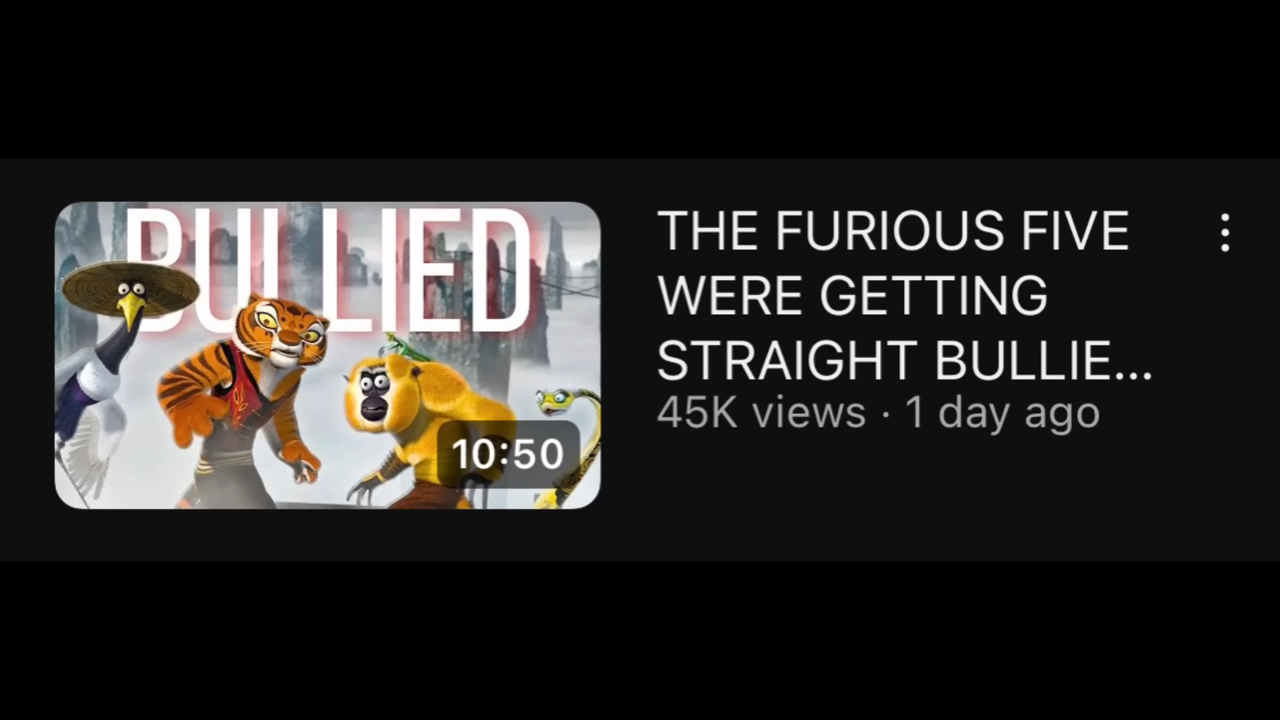 BULLIED
10:50
THE FURIOUS FIVE
WERE GETTING
STRAIGHT BULLIE...
45K views · 1 day ago